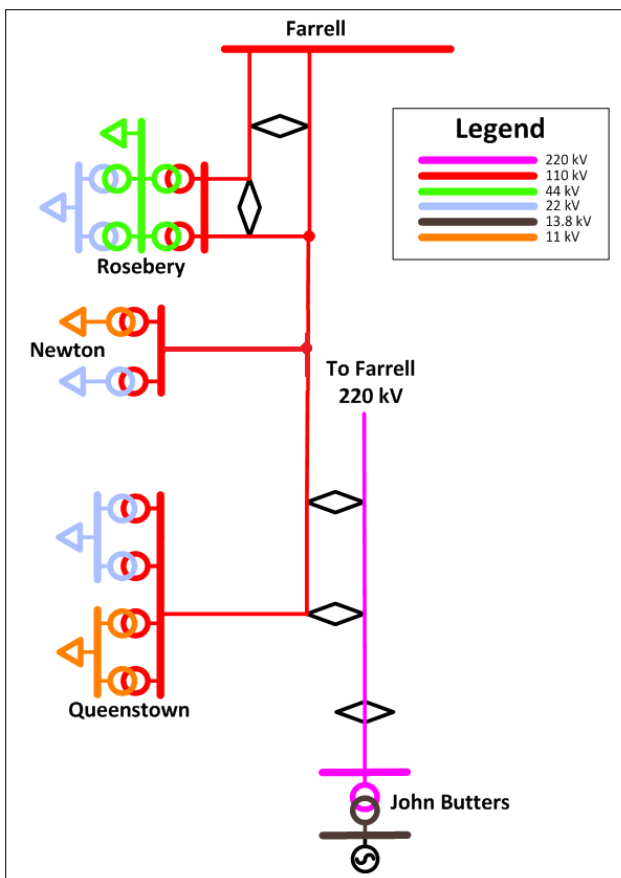 Farrell
Legend
220 kV
110 kV
44 kV
22 kV
13.8 kV
11 kV
Rosebery
Newton
To Farrell
220 kV
Queenstown
John Butters